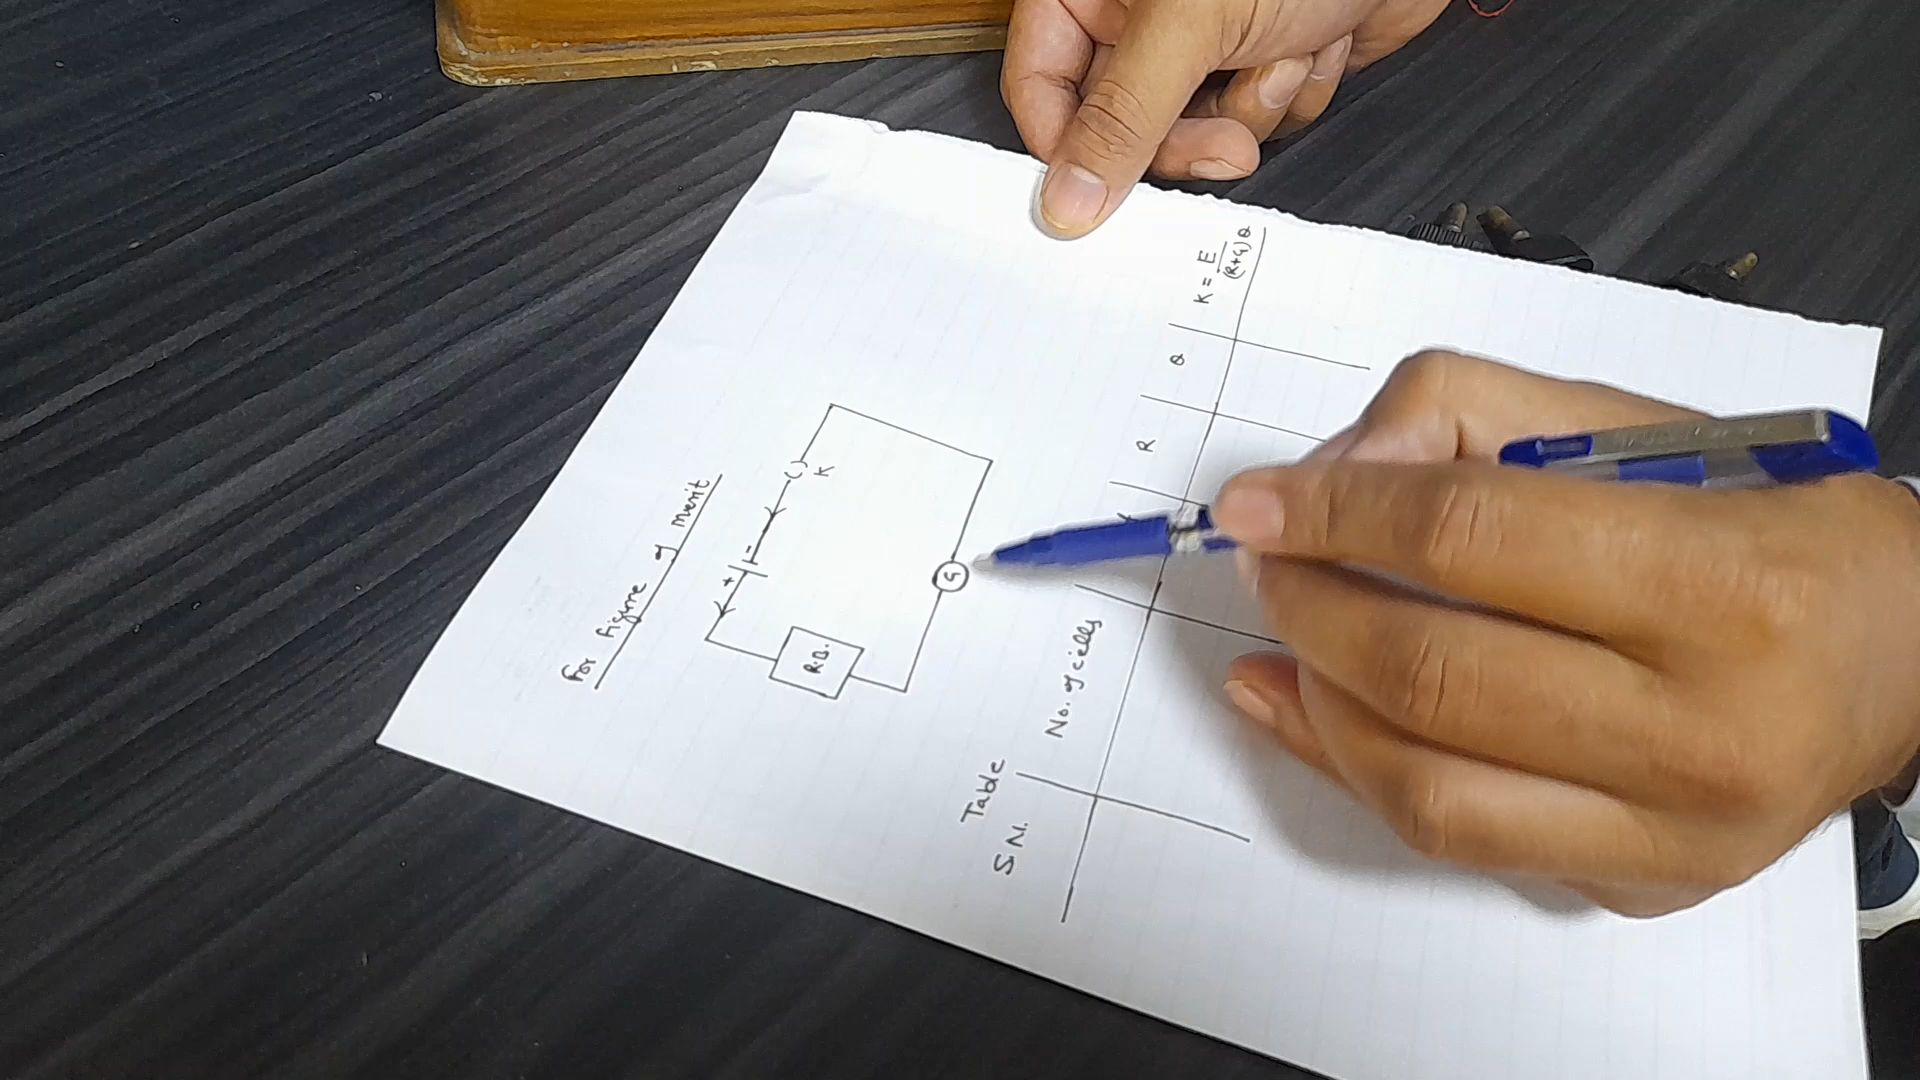 For Figure of Merit
+ -
K
R.B.
G
Table
S.N. No. of cells R θ K = E / (R+G) θ